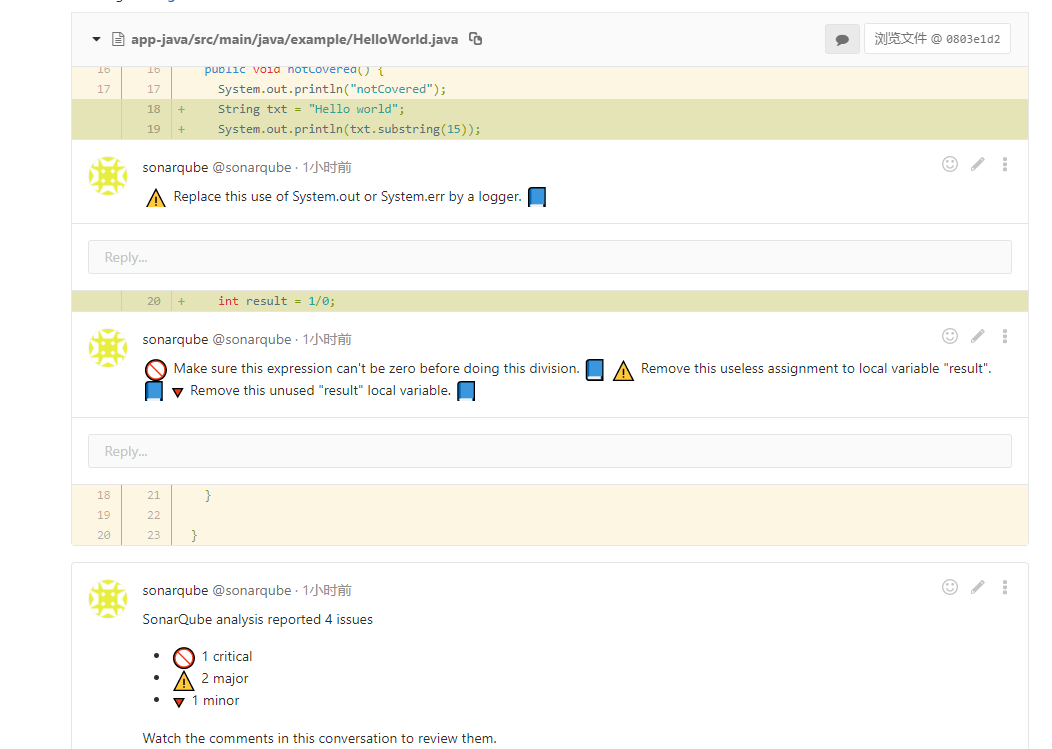 app-java/src/main/java/example/HelloWorld.java 浏览文件 @ 0803e1d2
16 16 public void notCovered() {
17 17 System.out.println("notCovered");
18 + String txt = "Hello world";
19 + System.out.println(txt.substring(15));
sonarqube @sonarqube · 1小时前
Replace this use of System.out or System.err by a logger.
Reply...
20 + int result = 1/0;
sonarqube @sonarqube · 1小时前
Make sure this expression can't be zero before doing this division. Remove this useless assignment to local variable "result".
Remove this unused "result" local variable.
Reply...
18 21 }
19 22
20 23 }
sonarqube @sonarqube · 1小时前
SonarQube analysis reported 4 issues
• 1 critical
• 2 major
• 1 minor
Watch the comments in this conversation to review them.